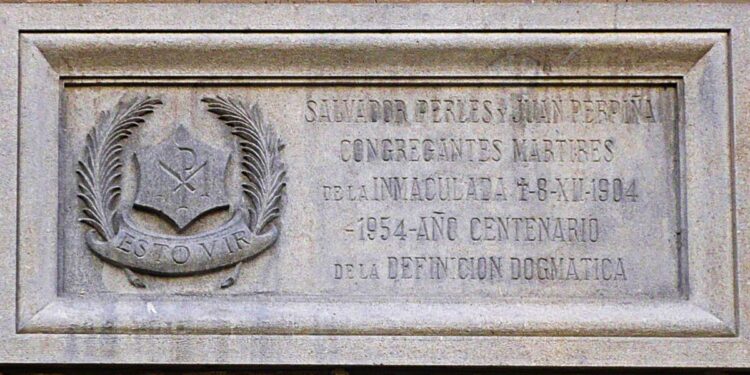 ESTO VIR
SALVADOR PERLES Y JUAN PERPIÑA
CONGREGANTES MARTIRES
DE LA INMACULADA ✝-8-XII-1904
-1954-AÑO CENTENARIO
DE LA DEFINICION DOGMATICA